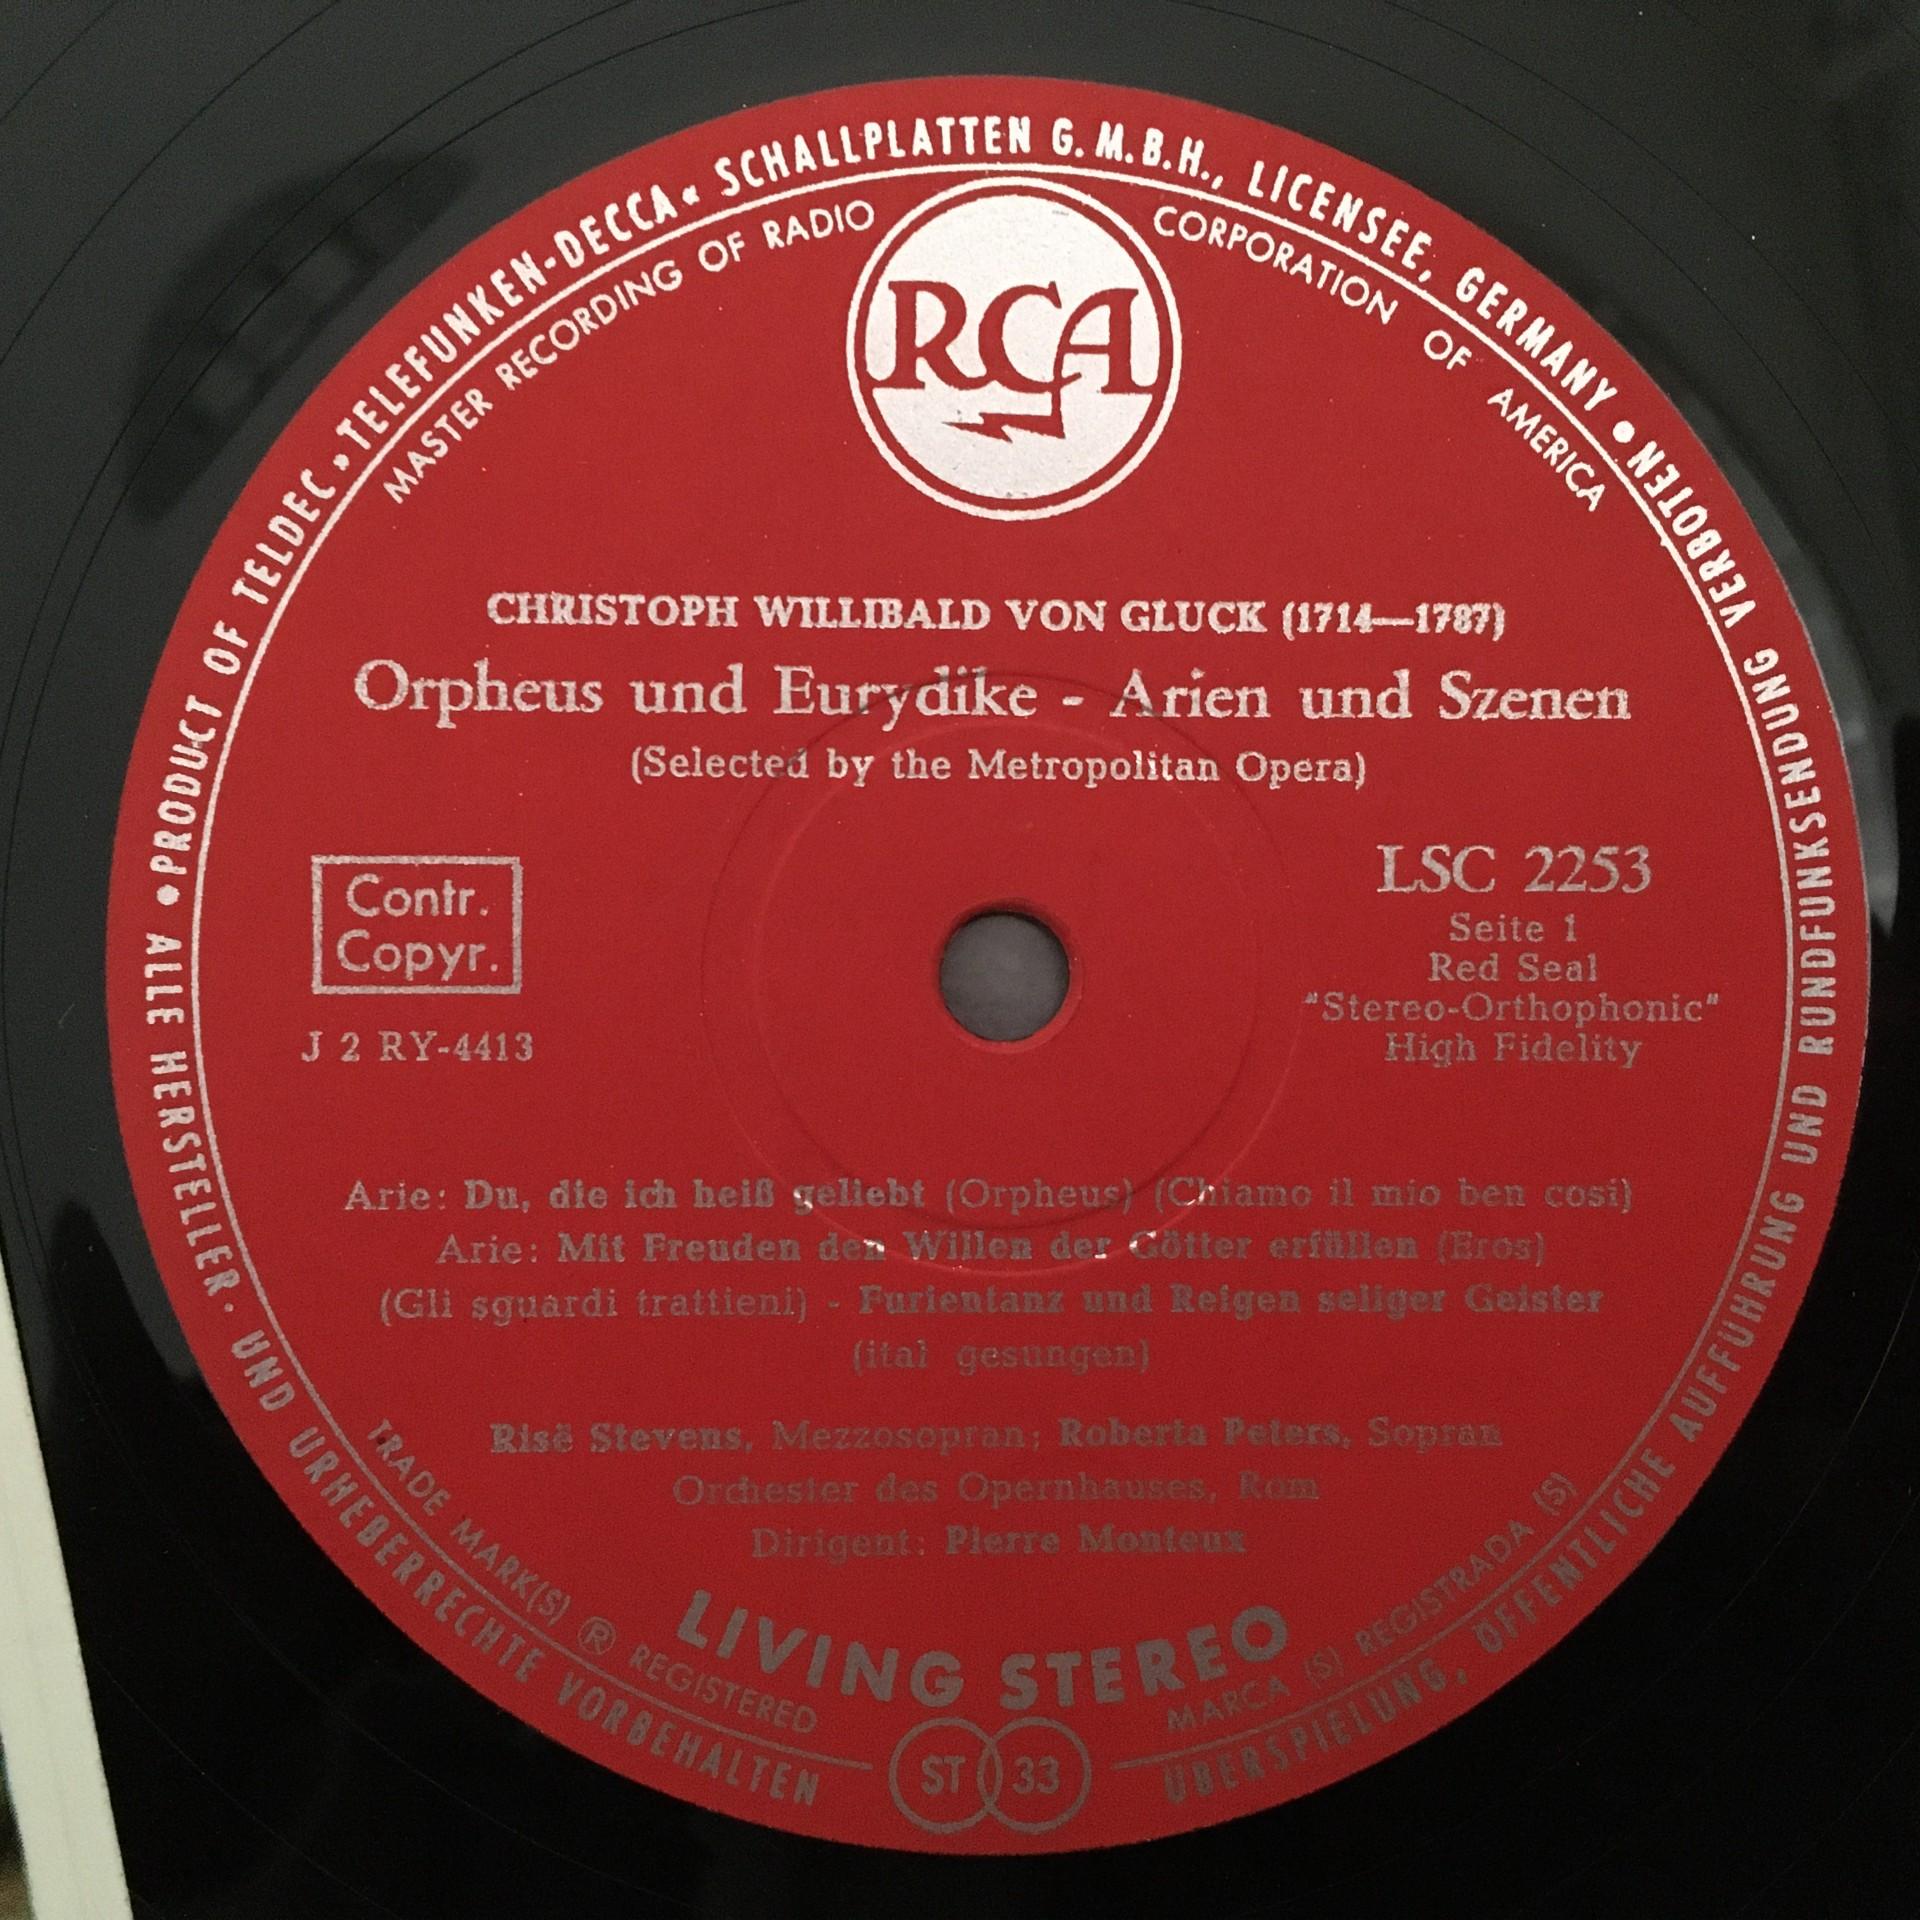 • PRODUCT OF TELDEC »TELEFUNKEN-DECCA« SCHALLPLATTEN G.M.B.H., LICENSEE, GERMANY •
MASTER RECORDING OF RADIO CORPORATION OF AMERICA
RCA
CHRISTOPH WILLIBALD VON GLUCK (1714—1787)
Orpheus und Eurydike - Arien und Szenen
(Selected by the Metropolitan Opera)
Contr.
Copyr.
J 2 RY-4413
LSC 2253
Seite 1
Red Seal
"Stereo-Orthophonic"
High Fidelity
Arie: Du, die ich heiß geliebt (Orpheus) (Chiamo il mio ben cosi)
Arie: Mit Freuden den Willen der Götter erfüllen (Eros)
(Gli sguardi trattieni) - Furientanz und Reigen seliger Geister
(ital gesungen)
Risë Stevens, Mezzosopran; Roberta Peters, Sopran
Orchester des Opernhauses, Rom
Dirigent: Pierre Monteux
LIVING STEREO
TRADE MARK(S) ® REGISTERED
MARCA (S) REGISTRADA (S)
ST 33
ALLE HERSTELLER- UND URHEBERRECHTE VORBEHALTEN
ÜBERSPIELUNG, ÖFFENTLICHE AUFFÜHRUNG UND RUNDFUNKSENDUNG VERBOTEN